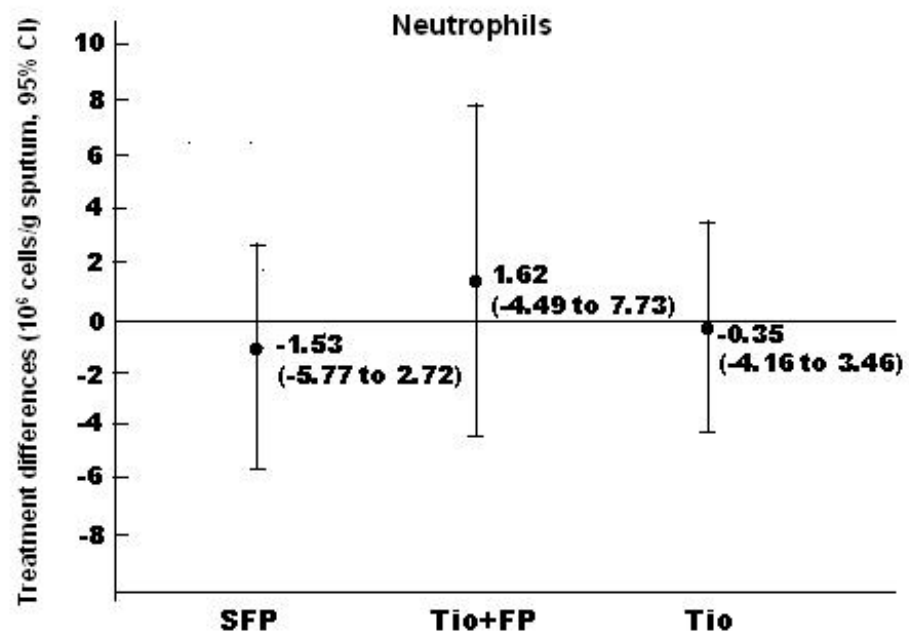 Neutrophils
Treatment differences (10⁶ cells/g sputum, 95% CI)
10
8
6
4
2
0
-2
-4
-6
-8
-1.53
(-5.77 to 2.72)
1.62
(-4.49 to 7.73)
-0.35
(-4.16 to 3.46)
SFP
Tio+FP
Tio